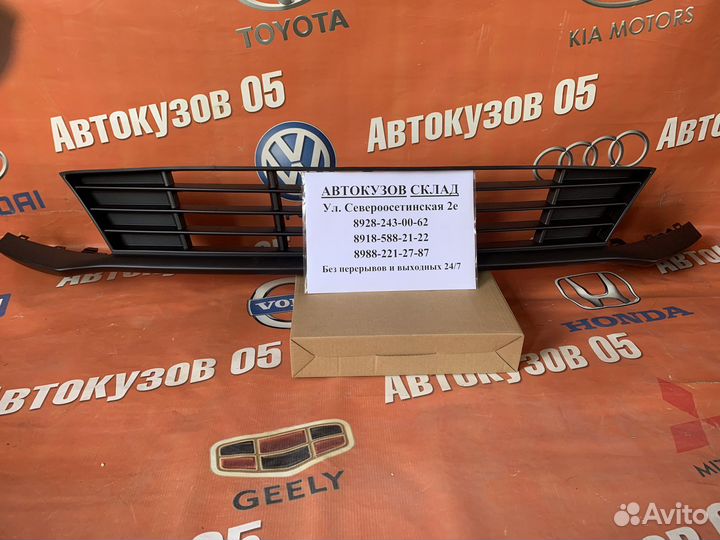 TOYOTA
KIA MOTORS
Автокузов 05
Автокузов 05
АВТОКУЗОВ СКЛАД
Ул. Североосетинская 2е
8928-243-00-62
8918-588-21-22
8988-221-27-87
Без перерывов и выходных 24/7
HONDA
Автокузов 05
Автокузов 05
GEELY
Avito